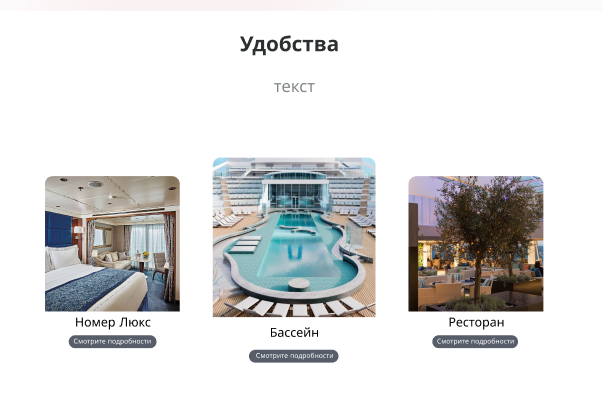 Удобства
текст
Номер Люкс
Смотрите подробности
Бассейн
Смотрите подробности
Ресторан
Смотрите подробности